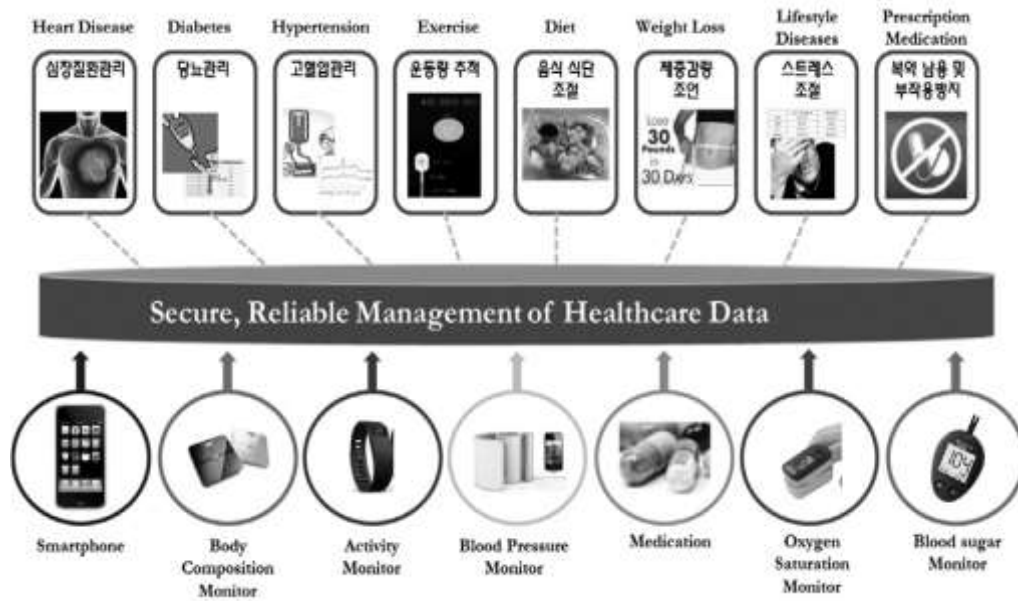 Heart Disease
Diabetes
Hypertension
Exercise
Diet
Weight Loss
Lifestyle
Diseases
Prescription
Medication
심장질환관리
당뇨관리
고혈압관리
운동량 추적
음식 식단
조절
체중감량
조언
스트레스
조절
복약 남용 및
부작용방지
LOSE
30
Pounds
IN
30 DAYS
Secure, Reliable Management of Healthcare Data
104
Smartphone
Body
Composition
Monitor
Activity
Monitor
Blood Pressure
Monitor
Medication
Oxygen
Saturation
Monitor
Blood sugar
Monitor